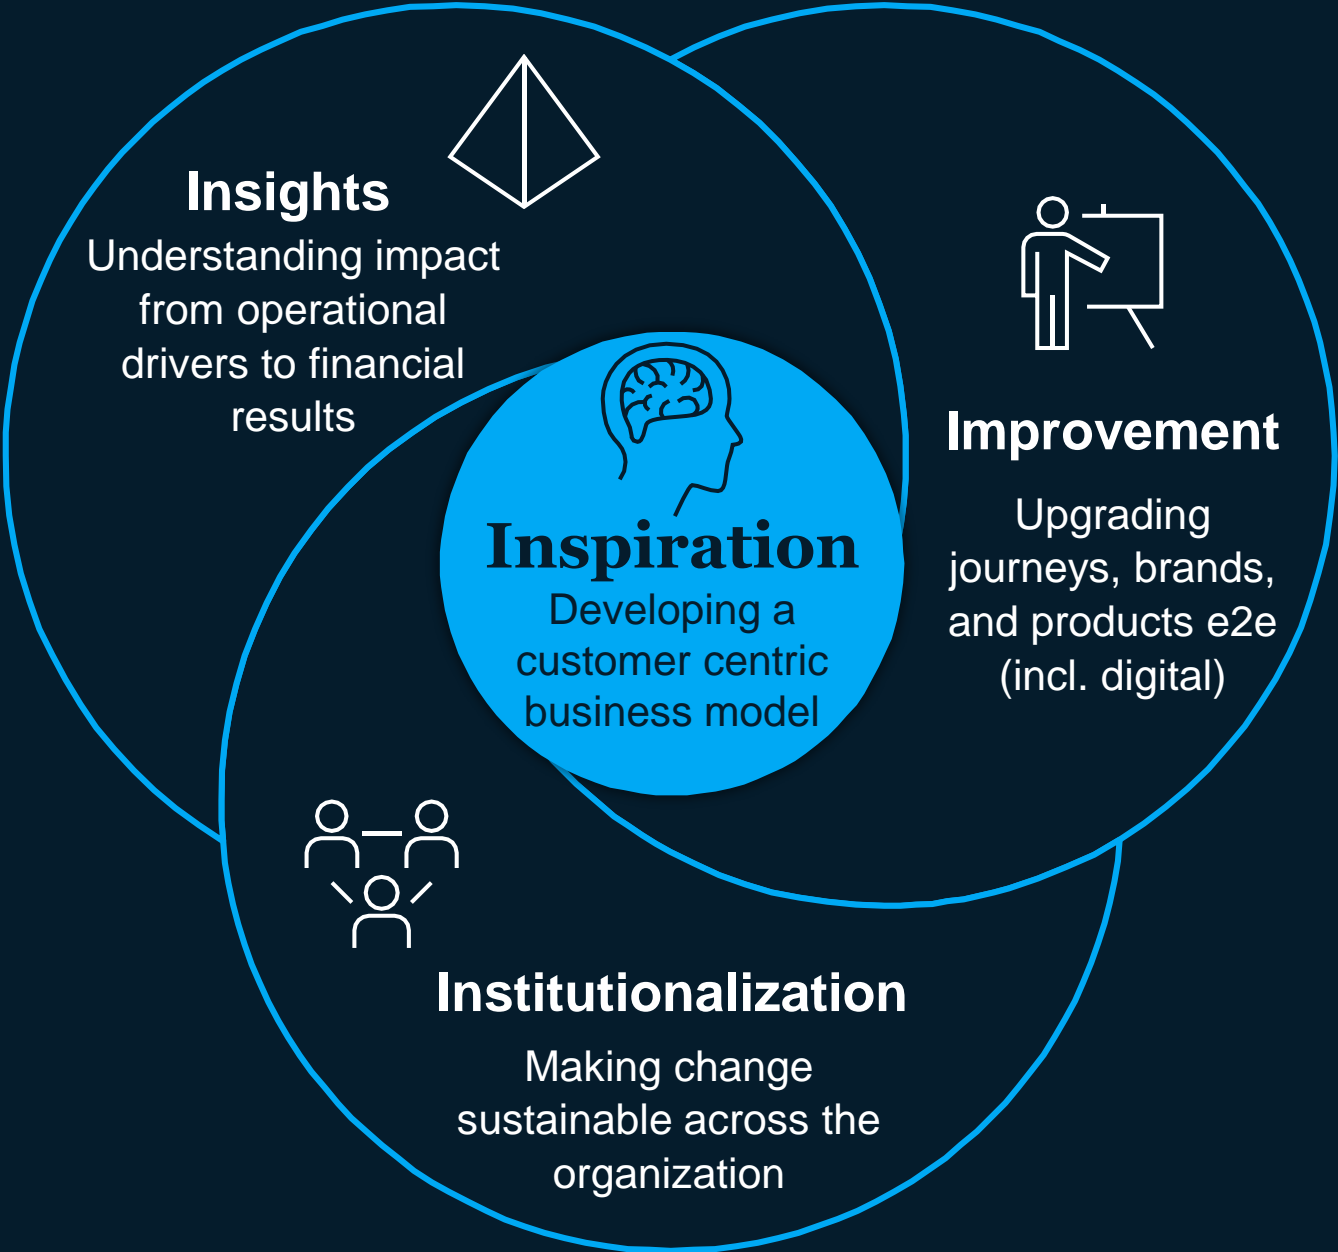 Insights
Understanding impact
from operational
drivers to financial
results
Improvement
Upgrading
journeys, brands,
and products e2e
(incl. digital)
Inspiration
Developing a
customer centric
business model
Institutionalization
Making change
sustainable across the
organization